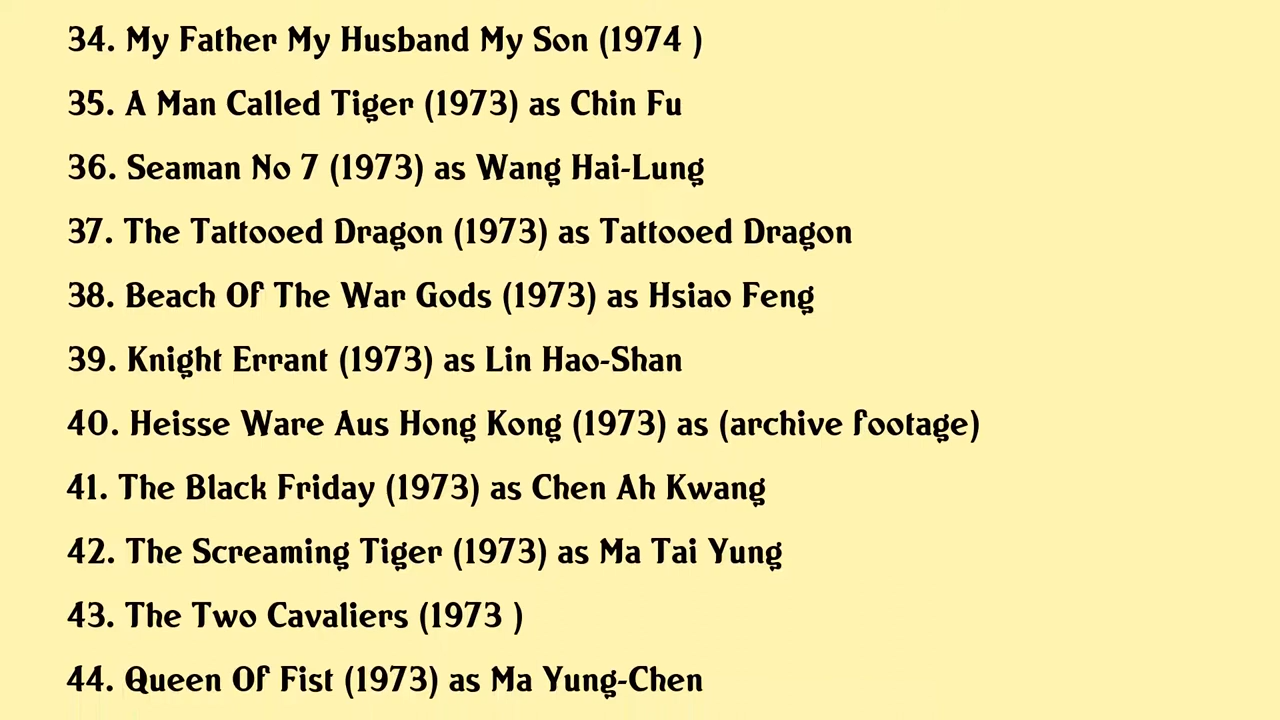 34. My Father My Husband My Son (1974 )
35. A Man Called Tiger (1973) as Chin Fu
36. Seaman No 7 (1973) as Wang Hai-Lung
37. The Tattooed Dragon (1973) as Tattooed Dragon
38. Beach Of The War Gods (1973) as Hsiao Feng
39. Knight Errant (1973) as Lin Hao-Shan
40. Heisse Ware Aus Hong Kong (1973) as (archive footage)
41. The Black Friday (1973) as Chen Ah Kwang
42. The Screaming Tiger (1973) as Ma Tai Yung
43. The Two Cavaliers (1973 )
44. Queen Of Fist (1973) as Ma Yung-Chen